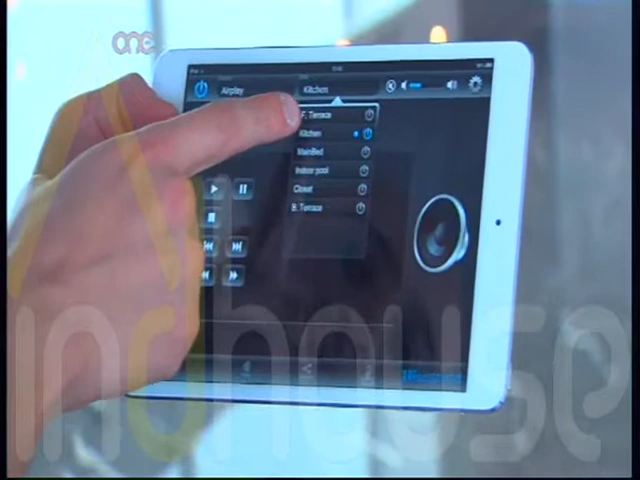 one
Airplay
Kitchen
F. Terrace
Kitchen
MainBed
Indoor pool
Closet
B. Terrace
indhouse